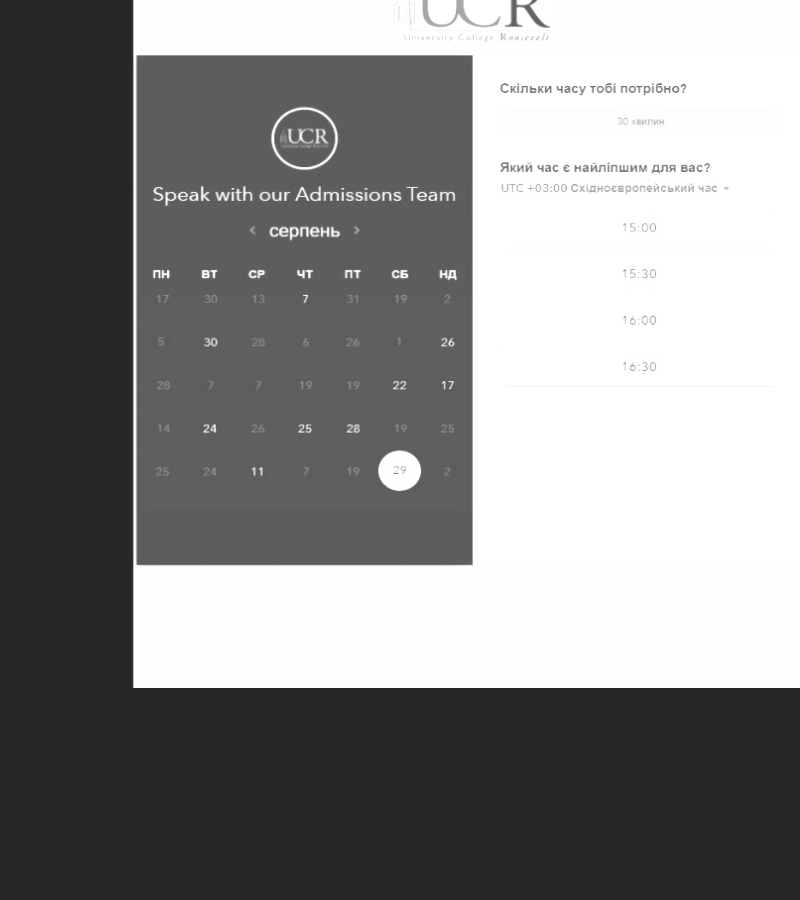 UCR
University College Roosevelt
UCR
Speak with our Admissions Team
‹ серпень ›
ПН ВТ СР ЧТ ПТ СБ НД
17 30 13 7 31 19 2
5 30 28 6 26 1 26
28 7 7 19 19 22 17
14 24 26 25 28 19 25
25 24 11 7 19 29 2
Скільки часу тобі потрібно?
30 хвилин
Який час є найліпшим для вас?
UTC +03:00 Східноєвропейський час
15:00
15:30
16:00
16:30